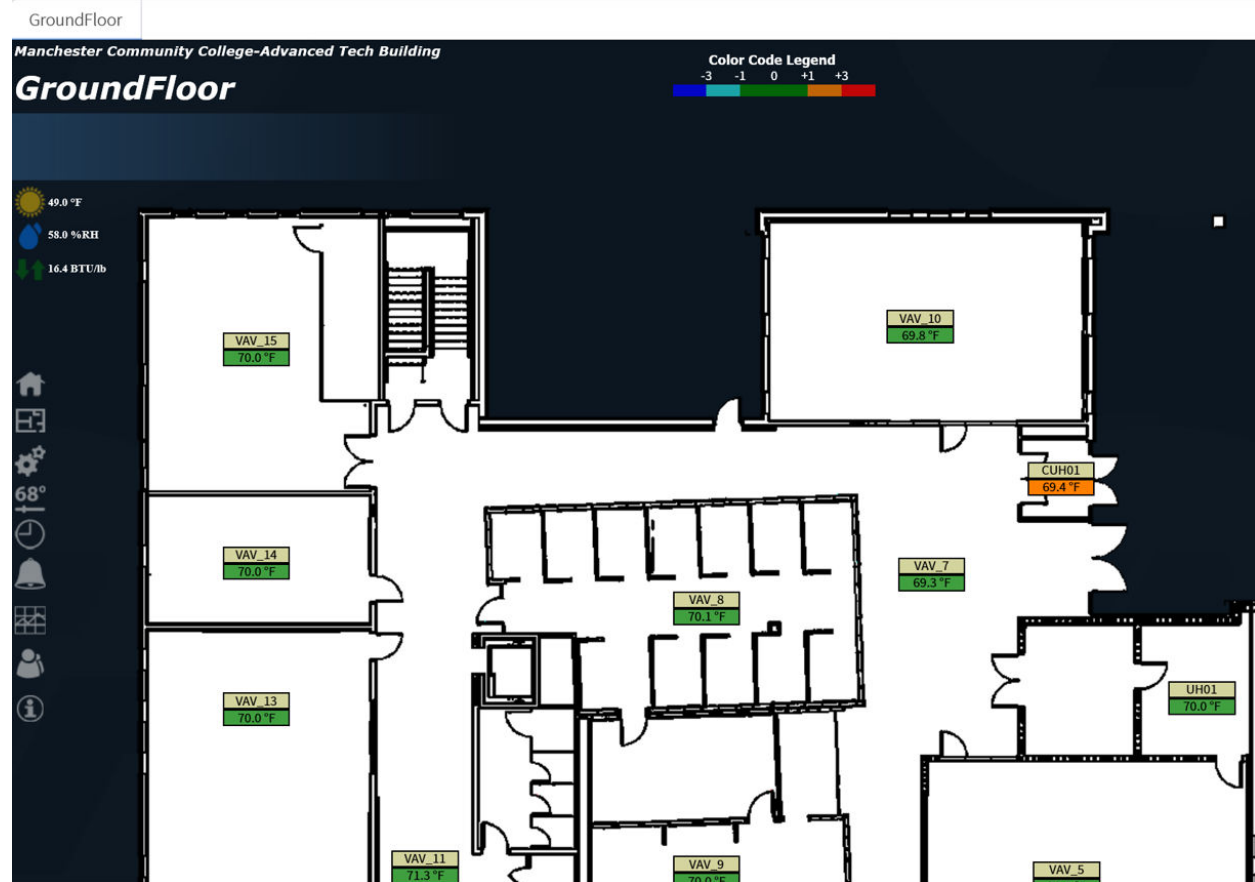 GroundFloor
Manchester Community College-Advanced Tech Building
GroundFloor
Color Code Legend
-3 -1 0 +1 +3
49.0 °F
58.0 %RH
16.4 BTU/lb
68°
VAV_15
70.0 °F
VAV_10
69.8 °F
CUH01
69.4 °F
VAV_14
70.0 °F
VAV_7
69.3 °F
VAV_8
70.1 °F
VAV_13
70.0 °F
UH01
70.0 °F
VAV_11
71.3 °F
VAV_9
70.0 °F
VAV_5